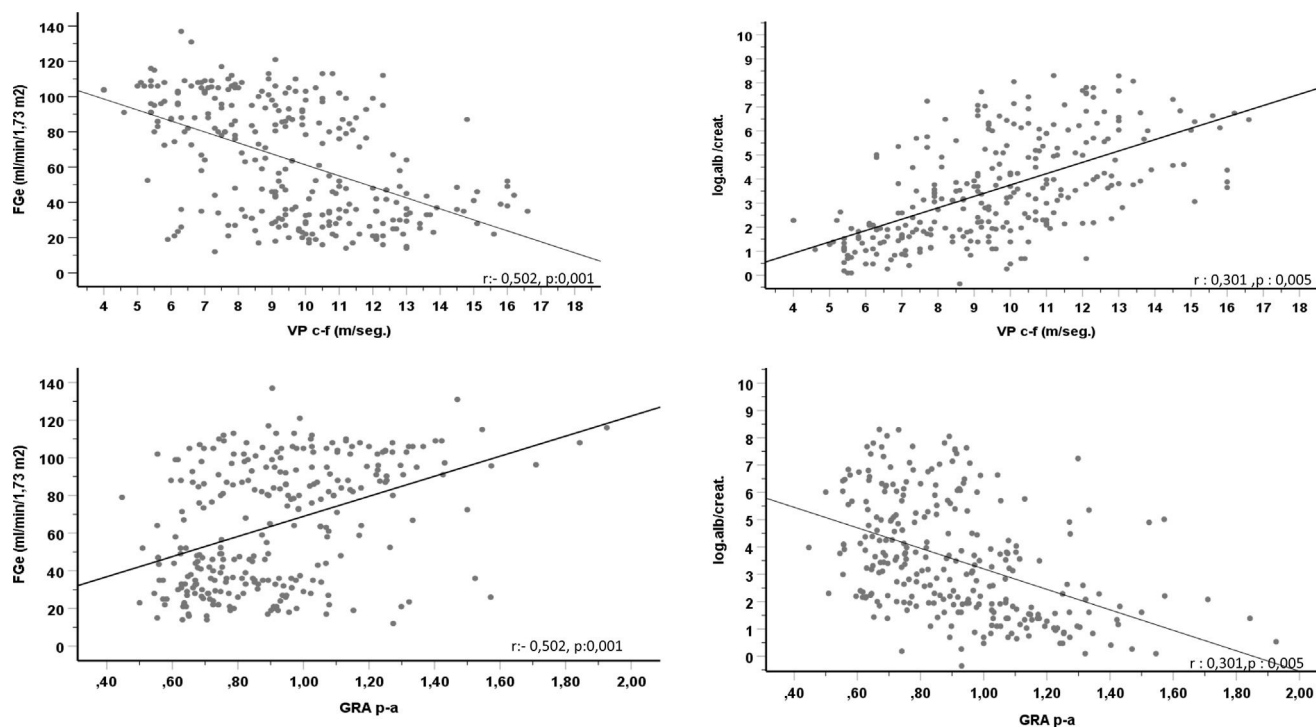 140
120
100
80
60
40
20
0
FGe (ml/min/1,73 m2)
r:- 0,502, p:0,001
4 5 6 7 8 9 10 11 12 13 14 15 16 17 18
VP c-f (m/seg.)
10
9
8
7
6
5
4
3
2
1
0
log.alb /creat.
r : 0,301 ,p : 0,005
4 5 6 7 8 9 10 11 12 13 14 15 16 17 18
VP c-f (m/seg.)
140
120
100
80
60
40
20
0
FGe (ml/min/1,73 m2)
r:- 0,502, p:0,001
,40 ,60 ,80 1,00 1,20 1,40 1,60 1,80 2,00
GRA p-a
10
9
8
7
6
5
4
3
2
1
0
log.alb/creat.
r : 0,301,p : 0,005
,40 ,60 ,80 1,00 1,20 1,40 1,60 1,80 2,00
GRA p-a